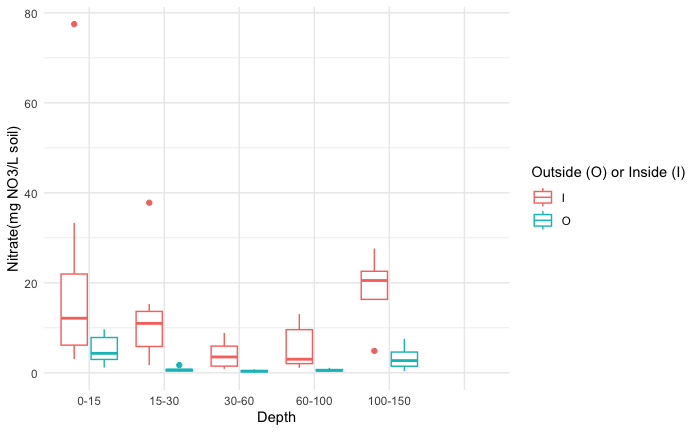 80
60
40
20
0
Nitrate(mg NO3/L soil)
0-15 15-30 30-60 60-100 100-150
Depth
Outside (O) or Inside (I)
I
O